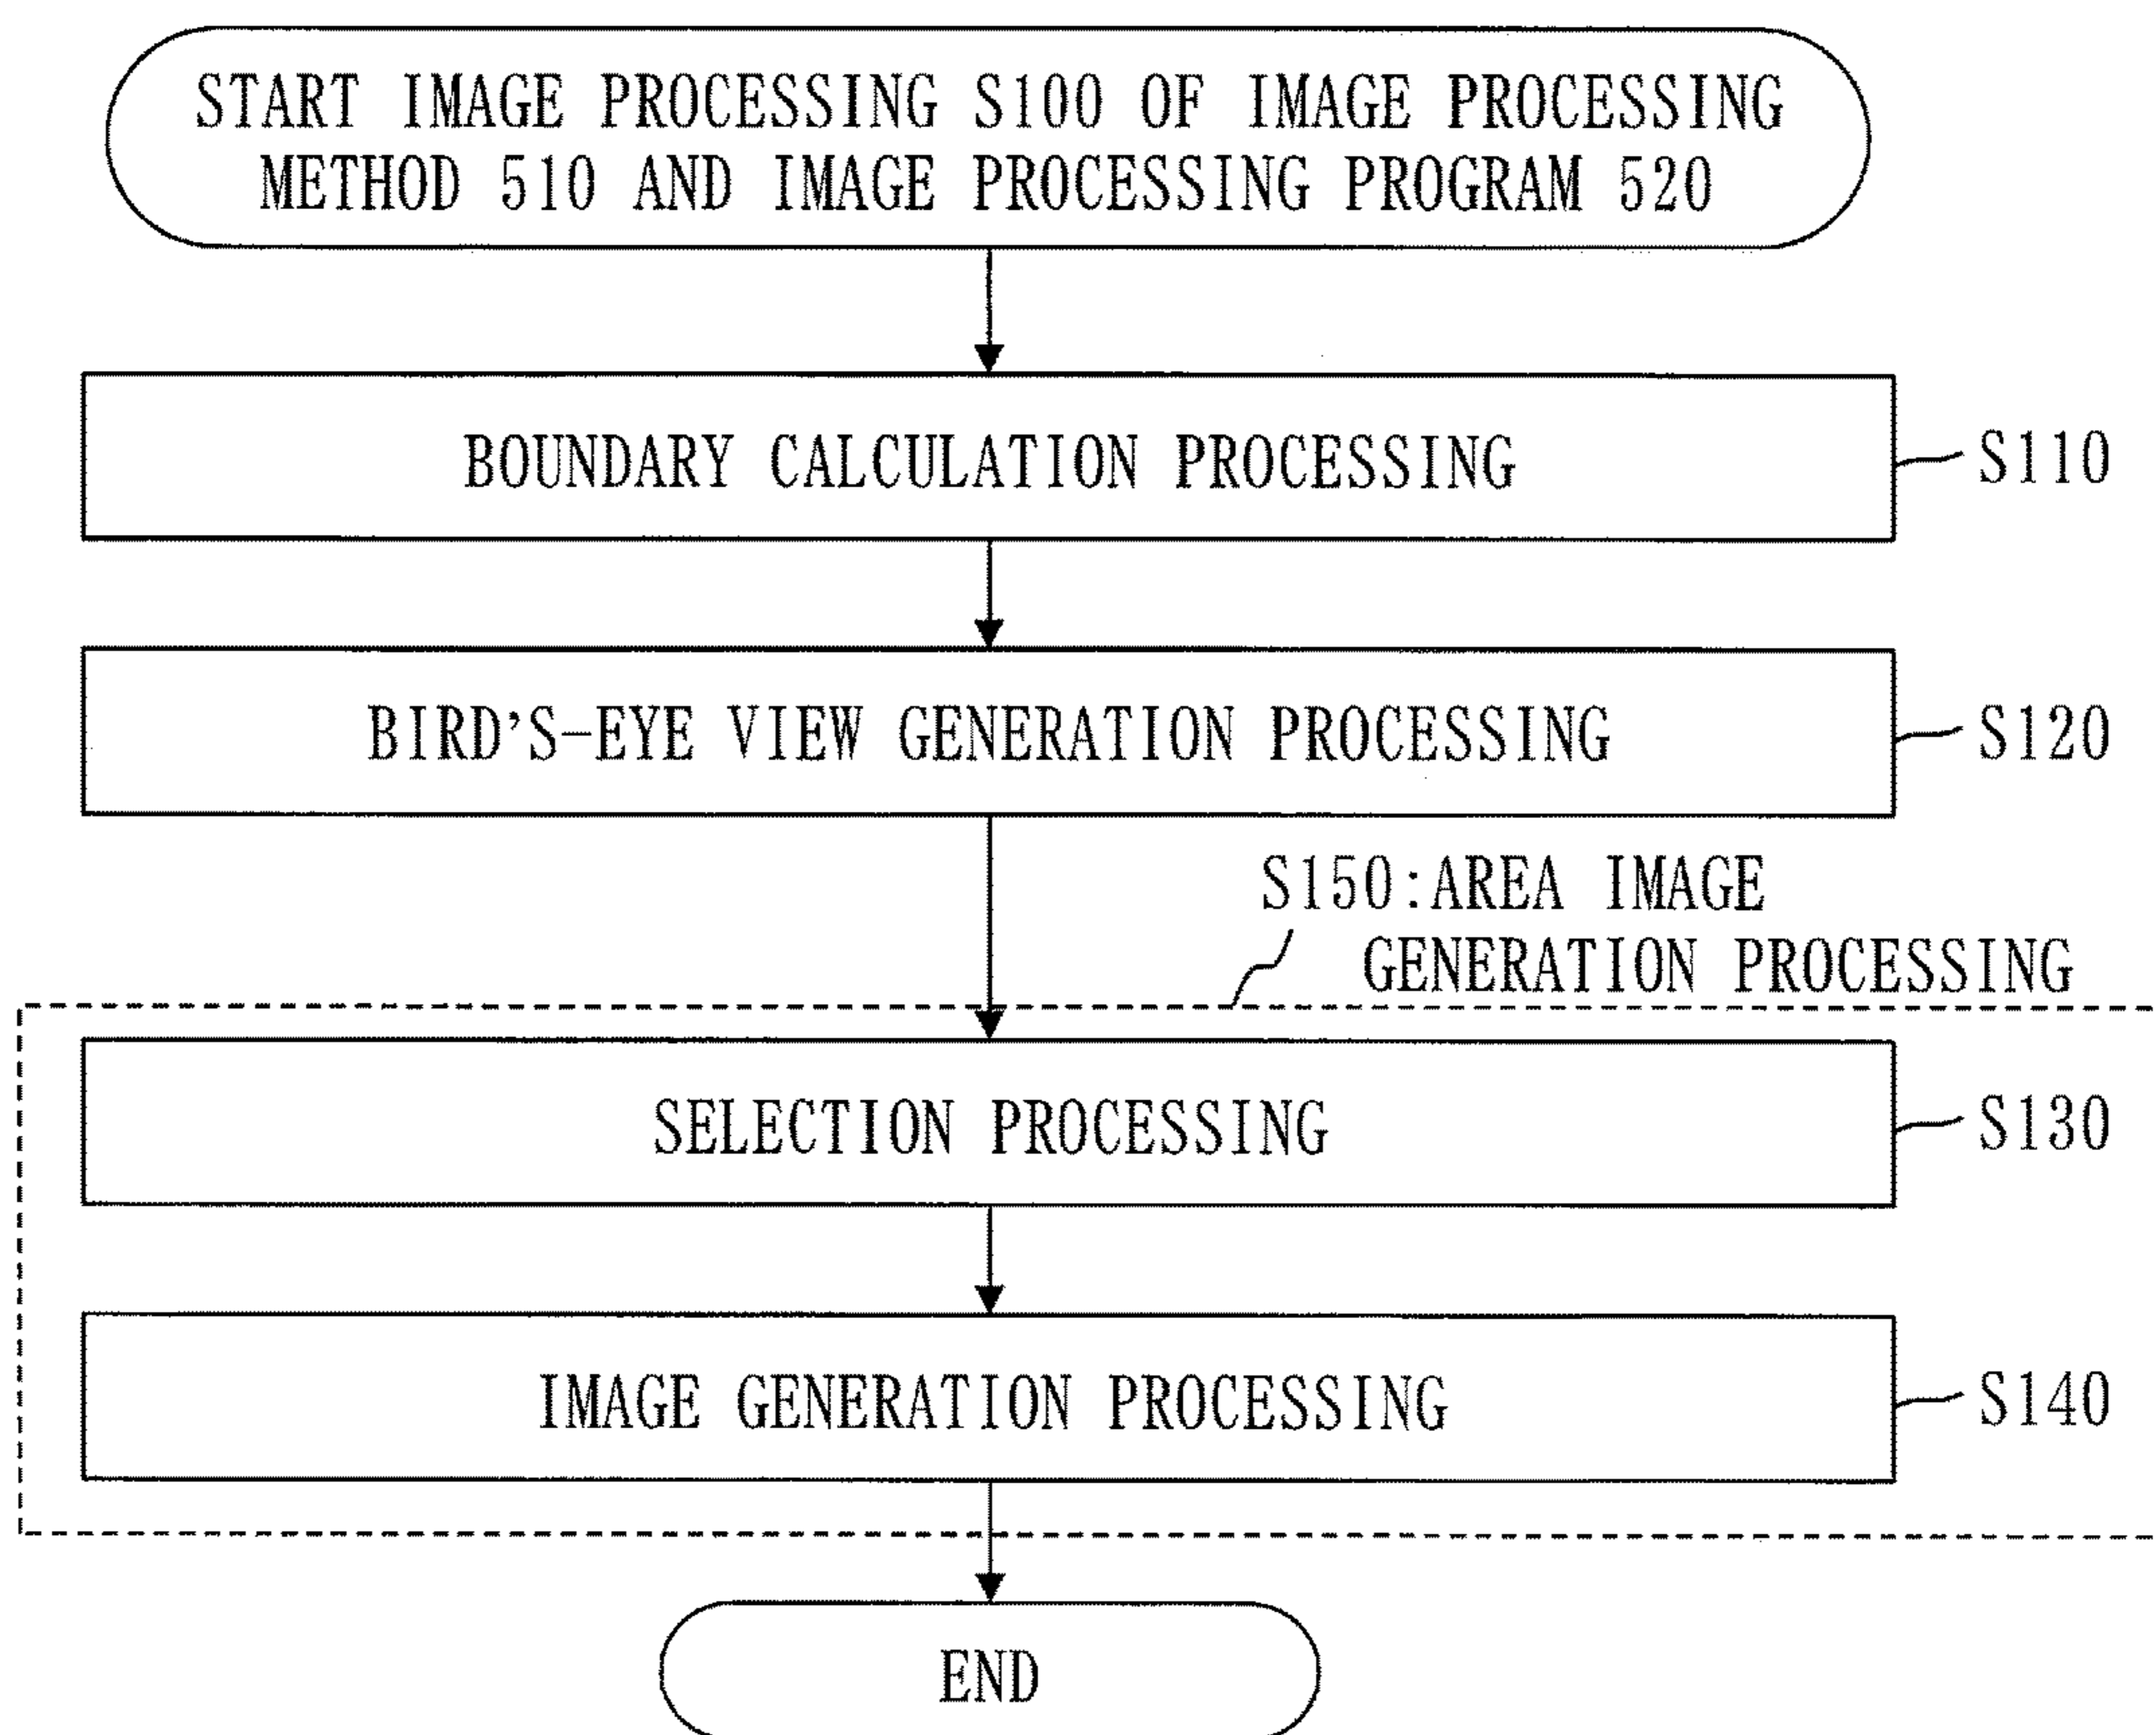 START IMAGE PROCESSING S100 OF IMAGE PROCESSING
METHOD 510 AND IMAGE PROCESSING PROGRAM 520
BOUNDARY CALCULATION PROCESSING
S110
BIRD'S-EYE VIEW GENERATION PROCESSING
S120
S150:AREA IMAGE
GENERATION PROCESSING
SELECTION PROCESSING
S130
IMAGE GENERATION PROCESSING
S140
END